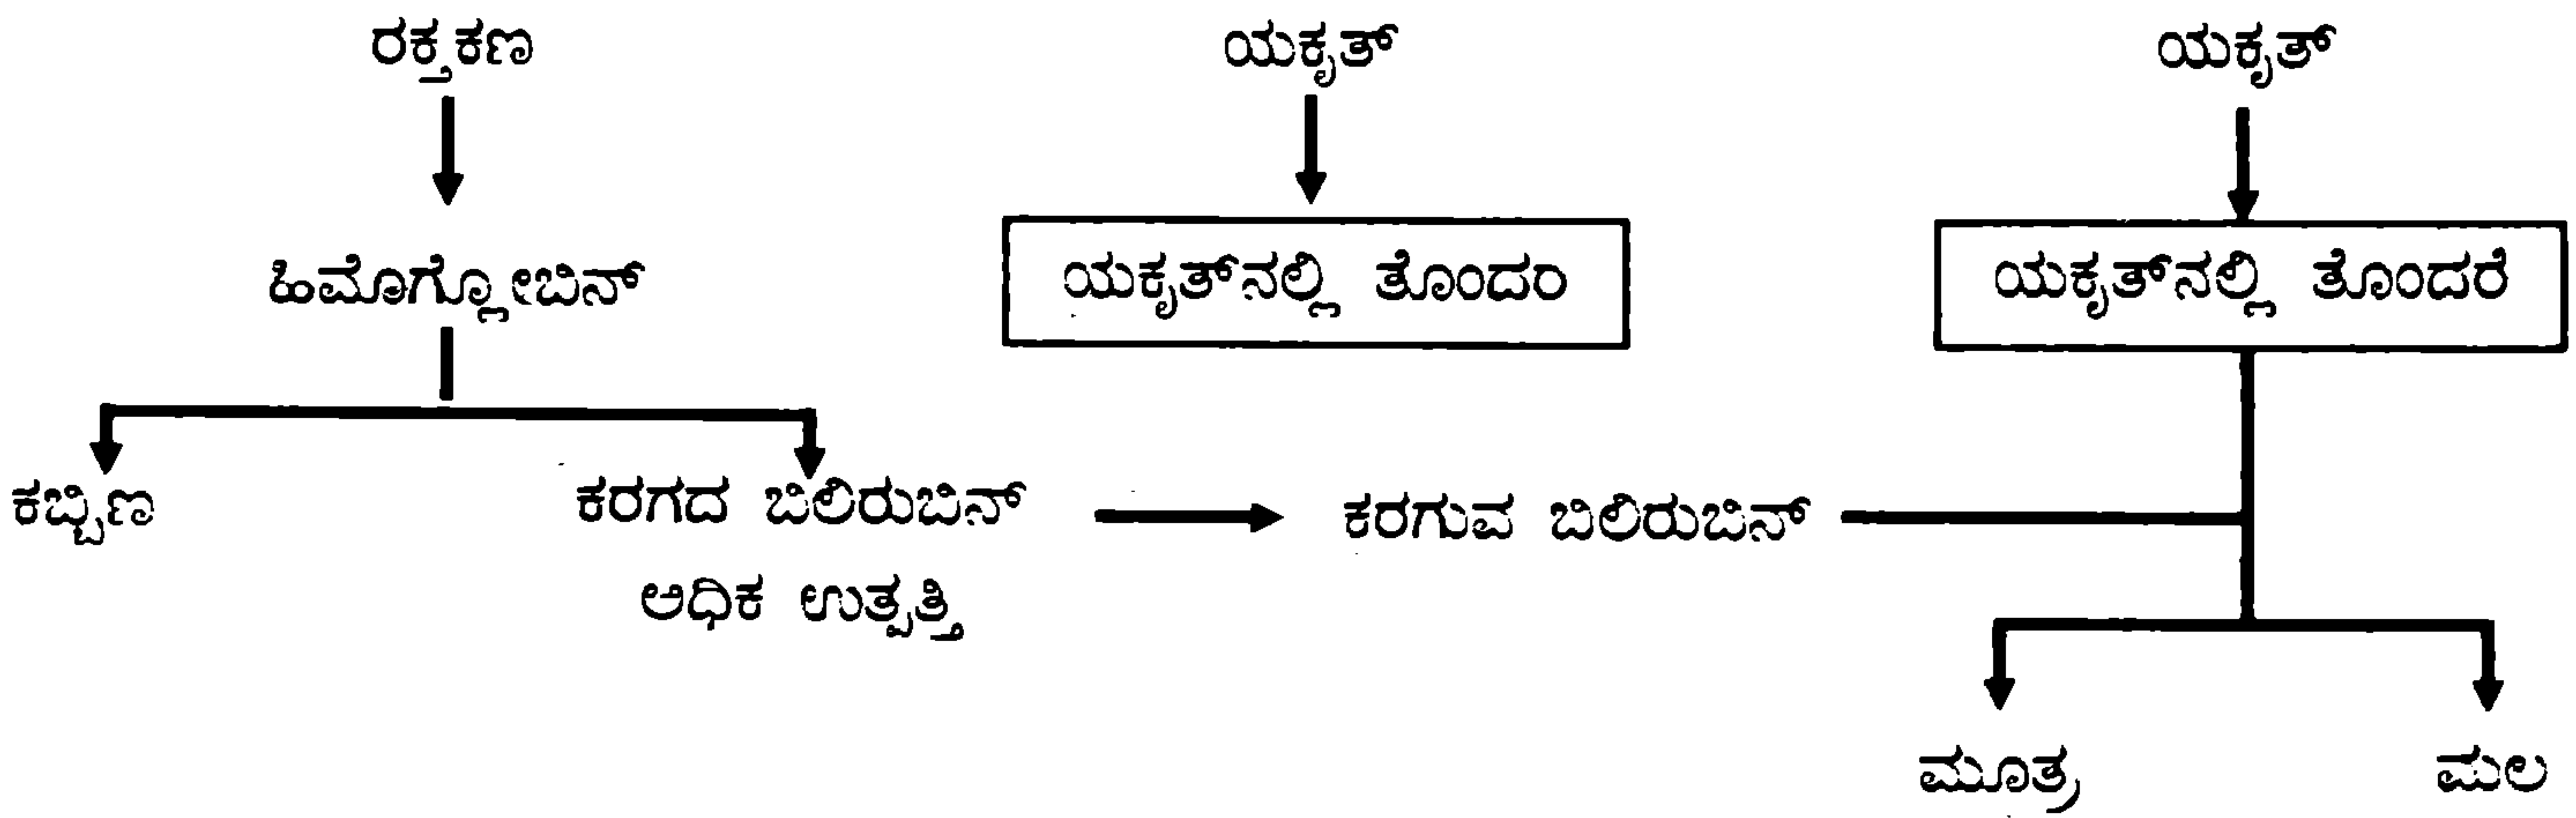 ರಕ್ತಕಣ ಯಕೃತ್ ಯಕೃತ್
ಹಿಮೊಗ್ಲೋಬಿನ್ ಯಕೃತ್‌ನಲ್ಲಿ ತೊಂದರೆ ಯಕೃತ್‌ನಲ್ಲಿ ತೊಂದರೆ
ಕಬ್ಬಿಣ ಕರಗದ ಬಿಲಿರುಬಿನ್ ಕರಗುವ ಬಿಲಿರುಬಿನ್
ಅಧಿಕ ಉತ್ಪತ್ತಿ
ಮೂತ್ರ ಮಲ